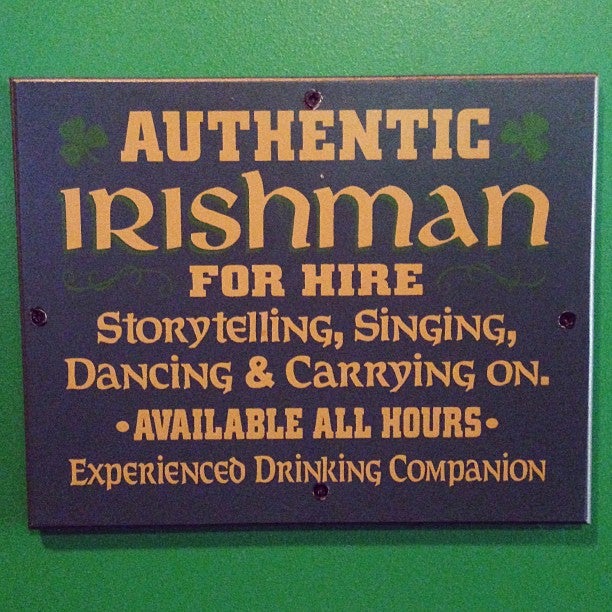 AUTHENTIC
IRISHMAN
FOR HIRE
Storytelling, Singing,
Dancing & Carrying on.
•AVAILABLE ALL HOURS•
Experienced Drinking Companion